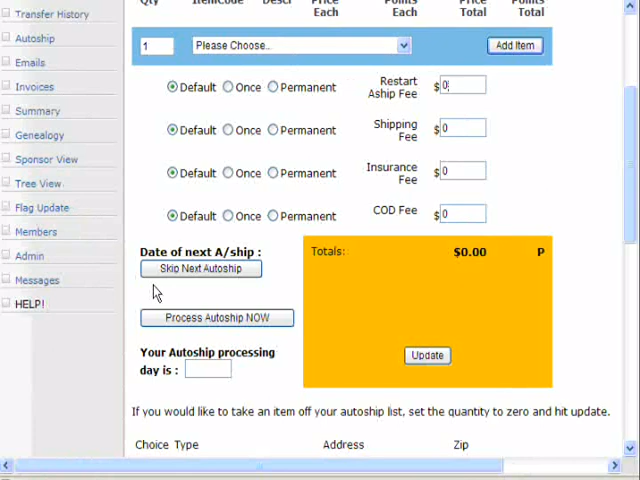 Qty ItemCode Descr Price Each Points Each Price Total Points Total
Transfer History
Autoship
Emails
Invoices
Summary
Genealogy
Sponsor View
Tree View
Flag Update
Members
Admin
Messages
HELP!
1 Please Choose... Add Item
Default Once Permanent Restart Aship Fee $ 0
Default Once Permanent Shipping Fee $ 0
Default Once Permanent Insurance Fee $ 0
Default Once Permanent COD Fee $ 0
Date of next A/ship :
Skip Next Autoship
Process Autoship NOW
Your Autoship processing
day is :
Totals: $0.00 P
Update
If you would like to take an item off your autoship list, set the quantity to zero and hit update.
Choice Type Address Zip